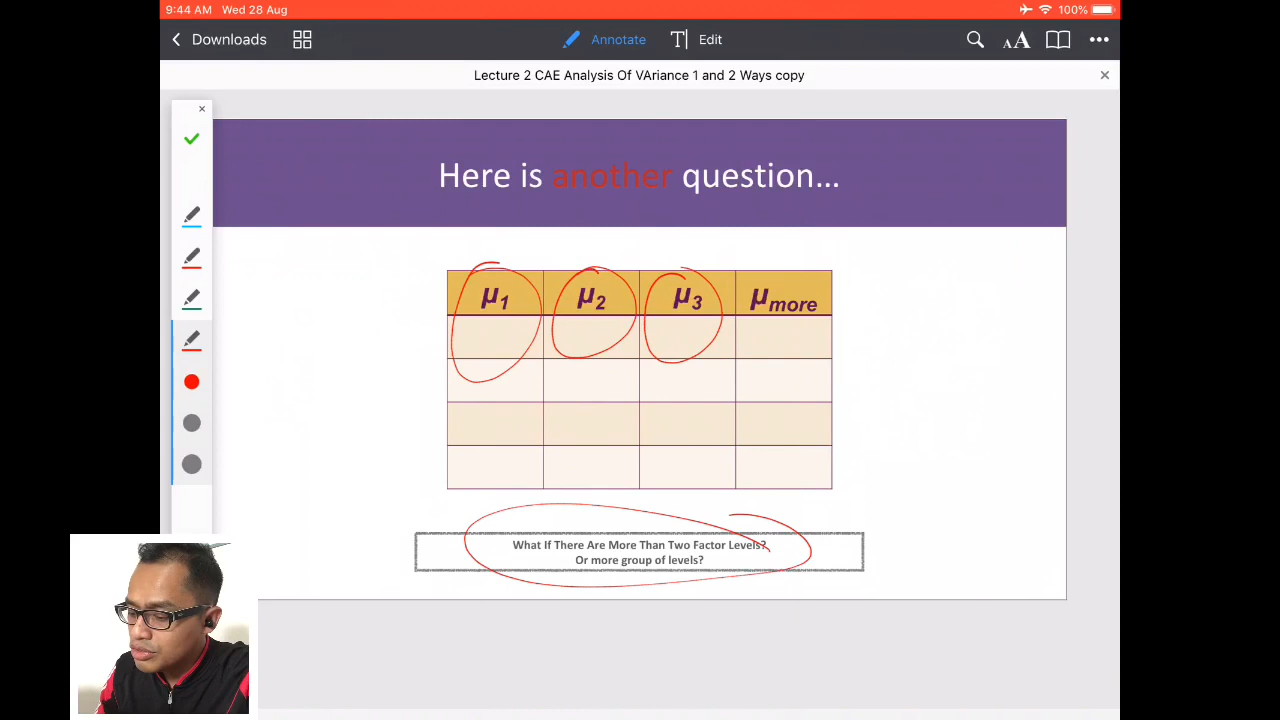 9:44 AM Wed 28 Aug 100%
Downloads Annotate T Edit AA
Lecture 2 CAE Analysis Of VAriance 1 and 2 Ways copy
Here is another question...
μ1 μ2 μ3 μmore
What If There Are More Than Two Factor Levels?
Or more group of levels?